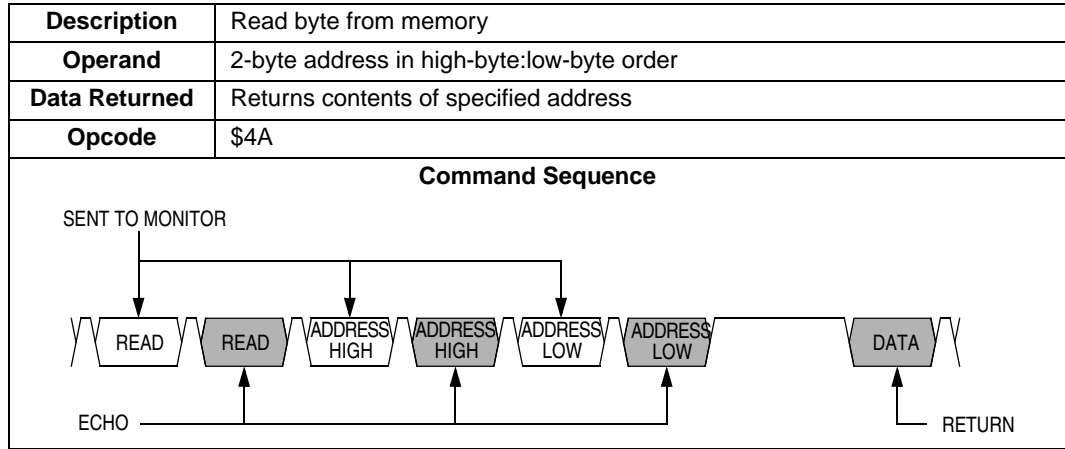 Description Read byte from memory
Operand 2-byte address in high-byte:low-byte order
Data Returned Returns contents of specified address
Opcode $4A
Command Sequence
SENT TO MONITOR
READ READ ADDRESS HIGH ADDRESS HIGH ADDRESS LOW ADDRESS LOW DATA
ECHO RETURN